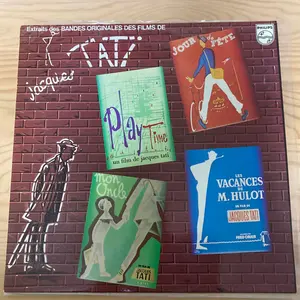 Extraits des BANDES ORIGINALES DES FILMS DE
jacques
TATI
PHILIPS
JOUR de FÊTE
Play Time
un film de jacques tati
mon Oncle
LES
VACANCES
DE
M. HULOT
JACQUES TATI